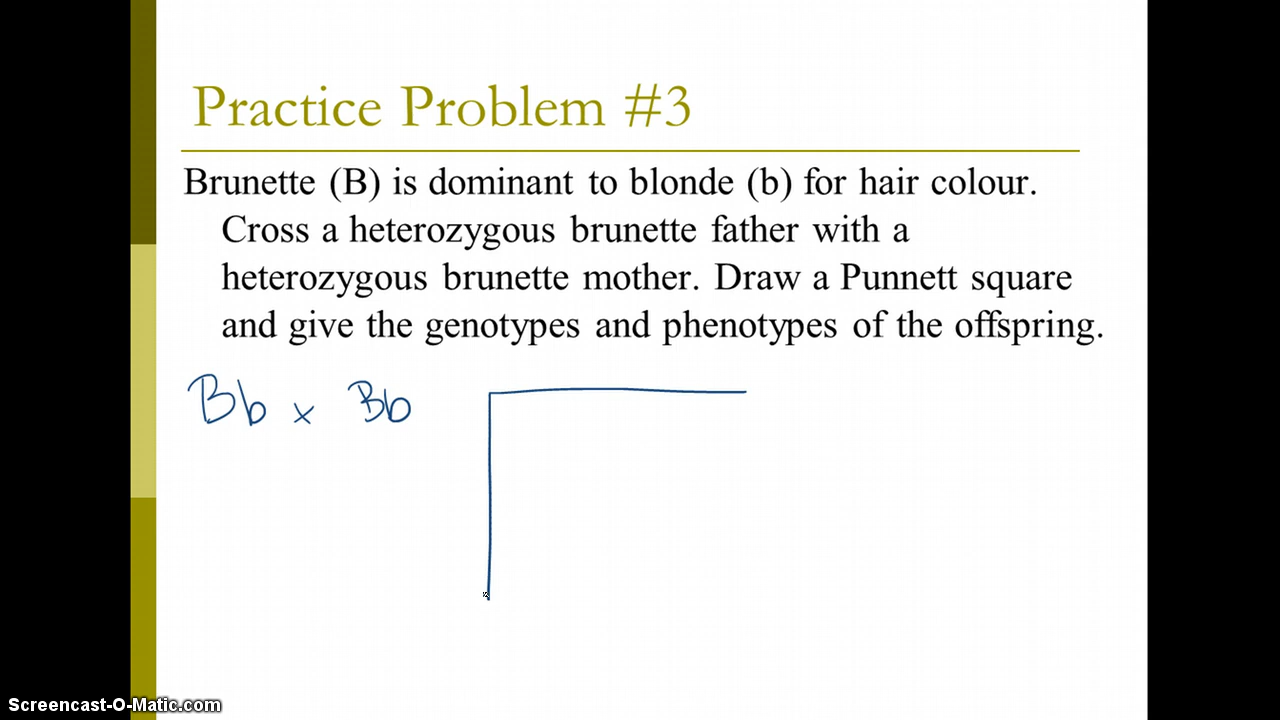 Practice Problem #3
Brunette (B) is dominant to blonde (b) for hair colour.
Cross a heterozygous brunette father with a
heterozygous brunette mother. Draw a Punnett square
and give the genotypes and phenotypes of the offspring.
Bb x Bb
Screencast-O-Matic.com